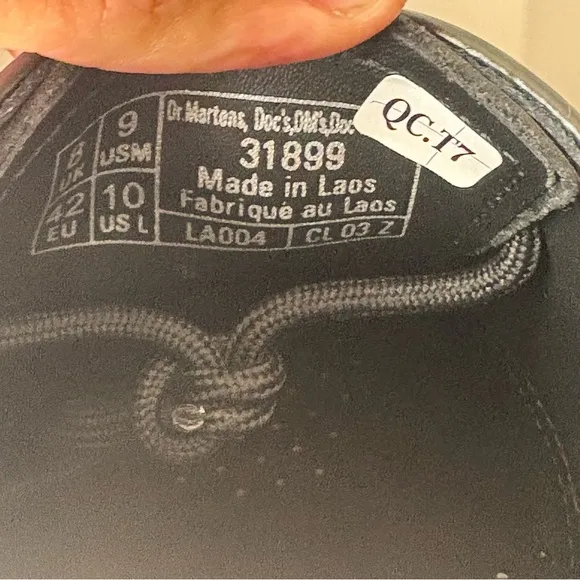 8
UK
9
USM
42
EU
10
US L
Dr. Martens, Doc's, DM's, Doc
31899
Made in Laos
Fabriqué au Laos
LA004
CL 03 Z
QC.T7